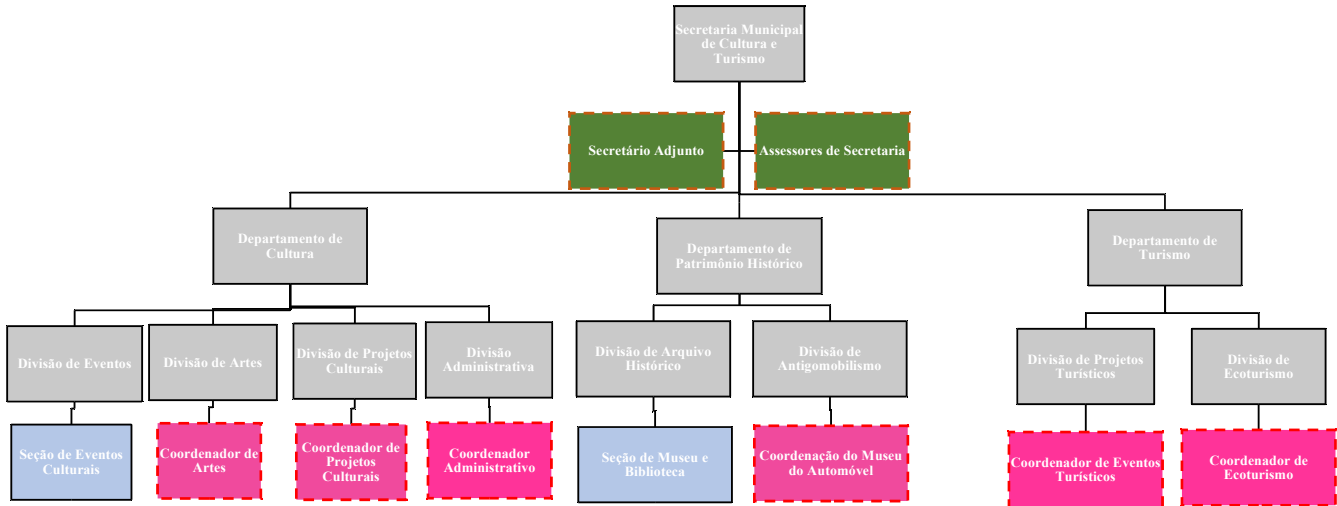 Secretaria Municipal
de Cultura e
Turismo
Secretário Adjunto
Assessores de Secretaria
Departamento de
Cultura
Departamento de
Patrimônio Histórico
Departamento de
Turismo
Divisão de Eventos
Divisão de Artes
Divisão de Projetos
Culturais
Divisão
Administrativa
Divisão de Arquivo
Histórico
Divisão de
Antigomobilismo
Divisão de Projetos
Turísticos
Divisão de
Ecoturismo
Seção de Eventos
Culturais
Coordenador de
Artes
Coordenador de
Projetos
Culturais
Coordenador
Administrativo
Seção de Museu e
Biblioteca
Coordenação do Museu
do Automóvel
Coordenador de Eventos
Turísticos
Coordenador de
Ecoturismo